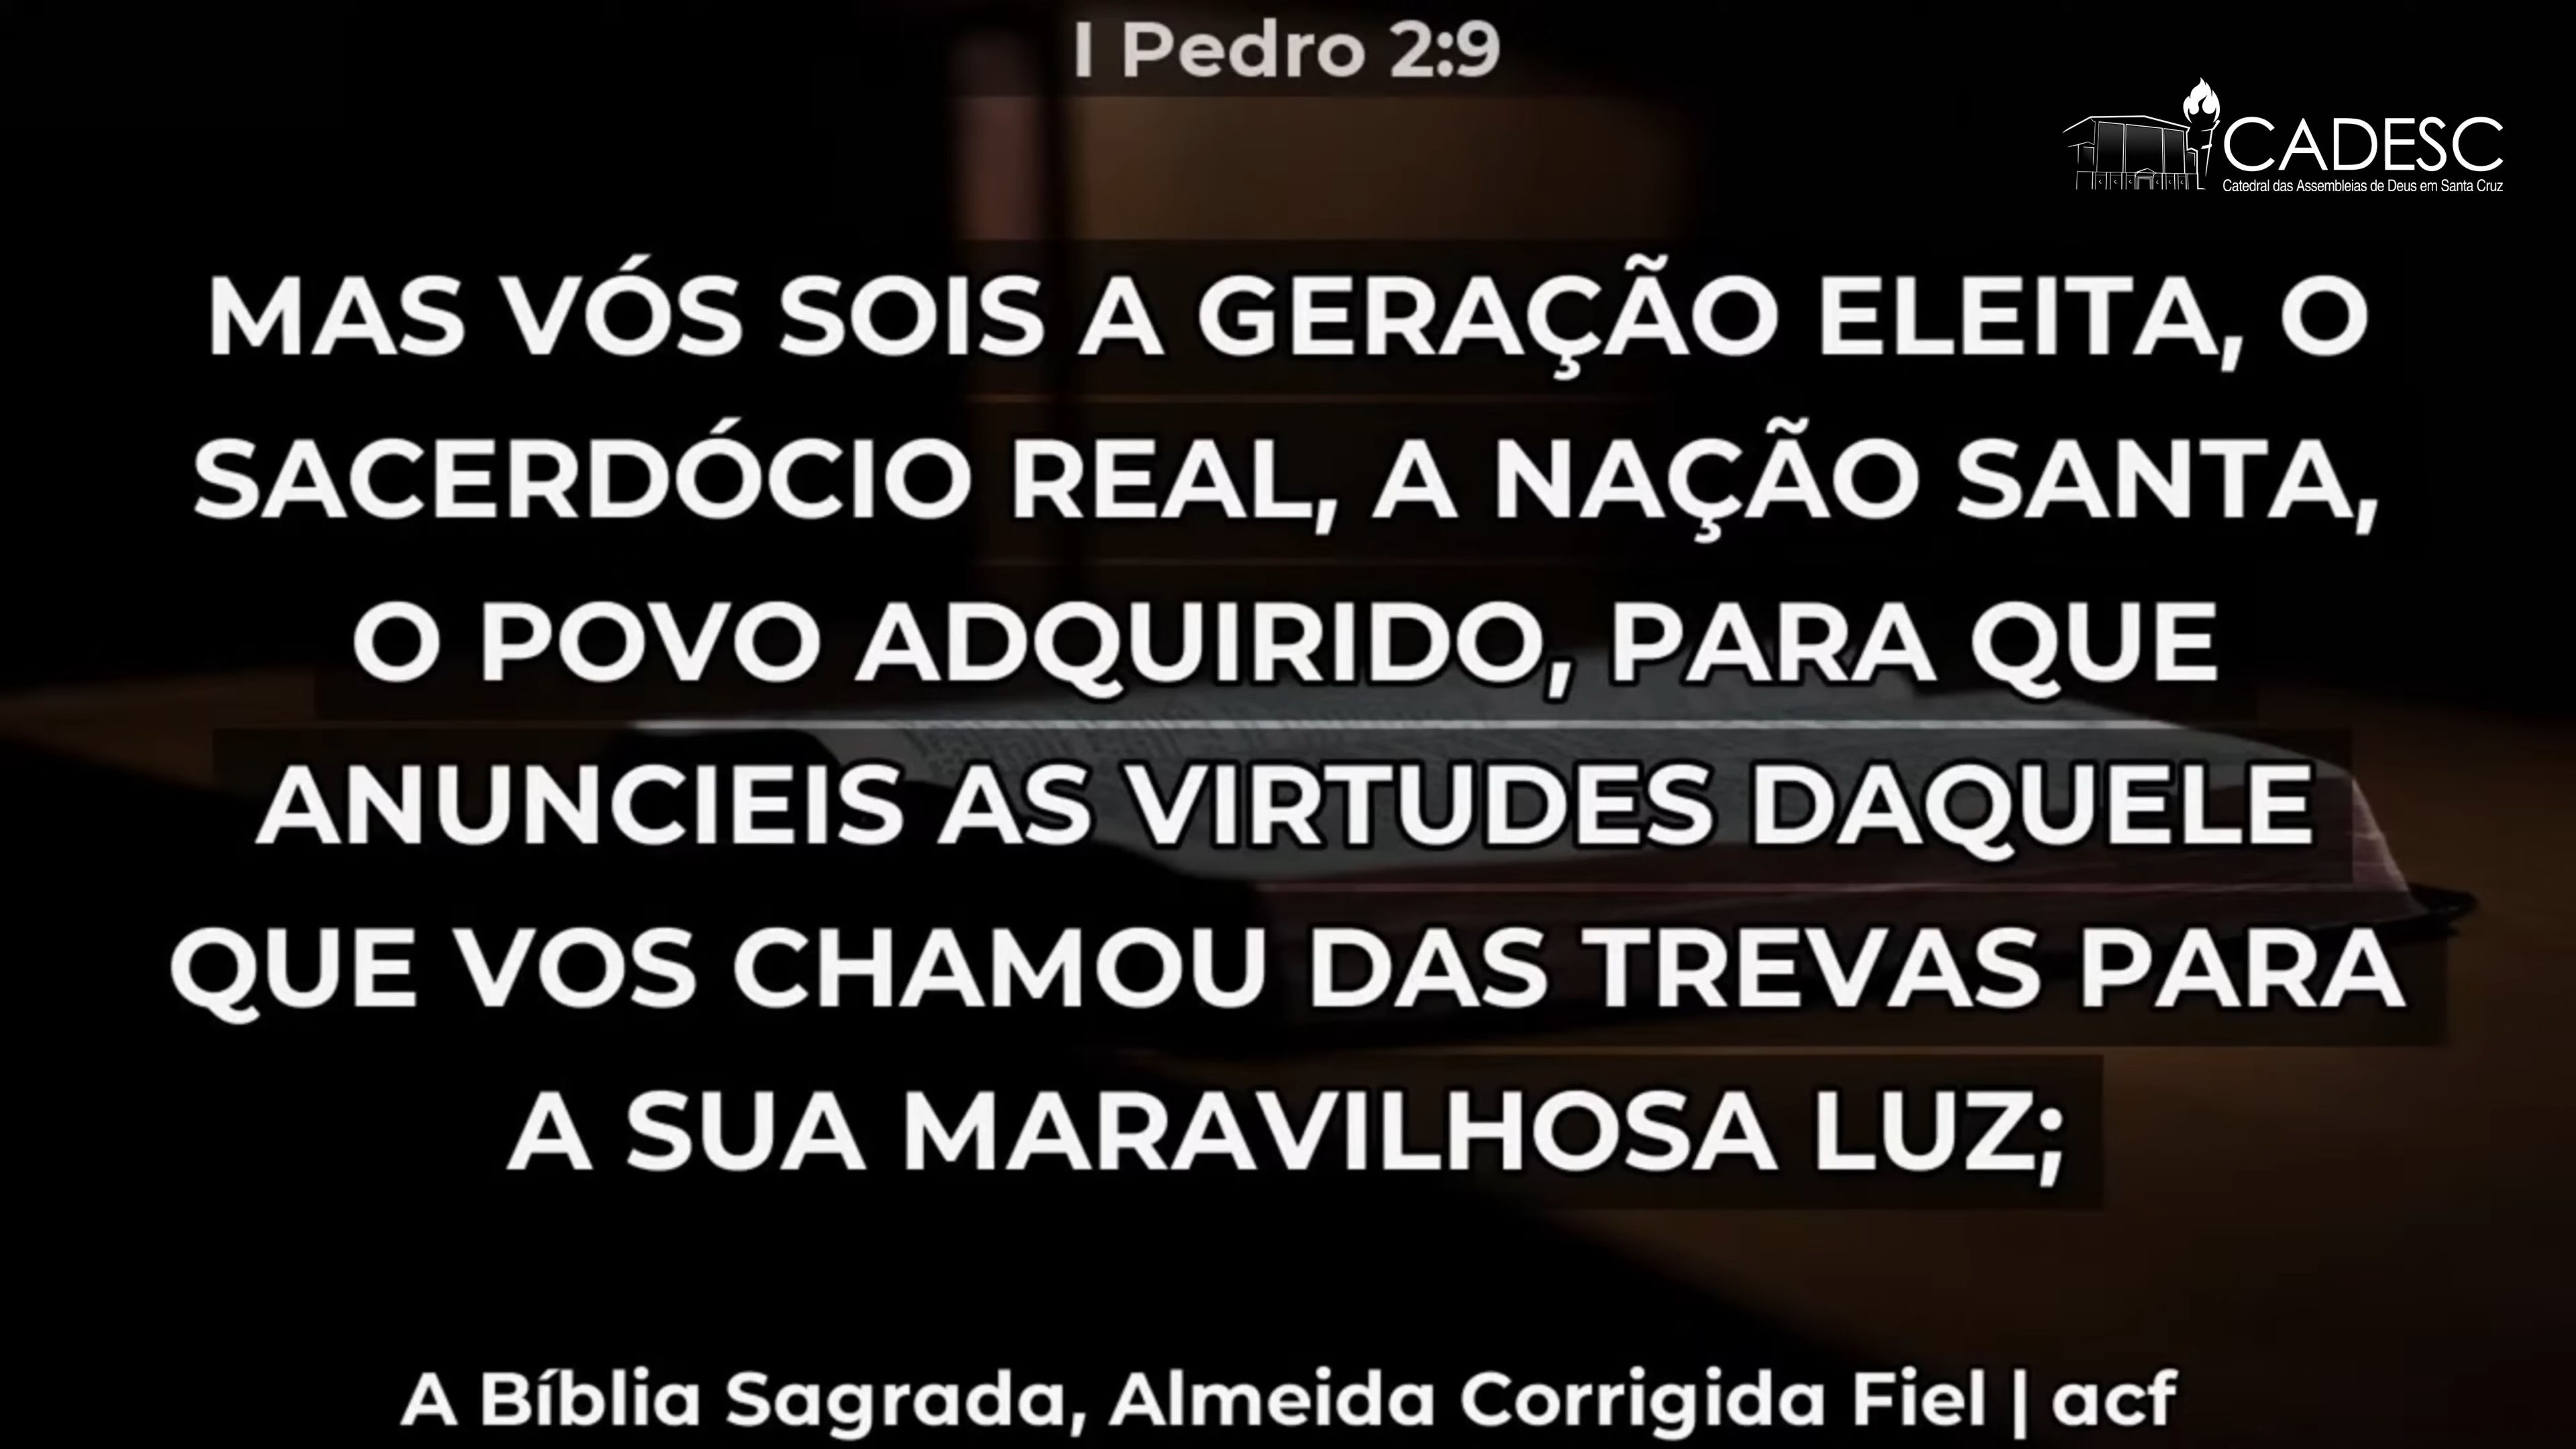 I Pedro 2:9
CADESC
Catedral das Assembleias de Deus em Santa Cruz
MAS VÓS SOIS A GERAÇÃO ELEITA, O
SACERDÓCIO REAL, A NAÇÃO SANTA,
O POVO ADQUIRIDO, PARA QUE
ANUNCIEIS AS VIRTUDES DAQUELE
QUE VOS CHAMOU DAS TREVAS PARA
A SUA MARAVILHOSA LUZ;
A Bíblia Sagrada, Almeida Corrigida Fiel | acf